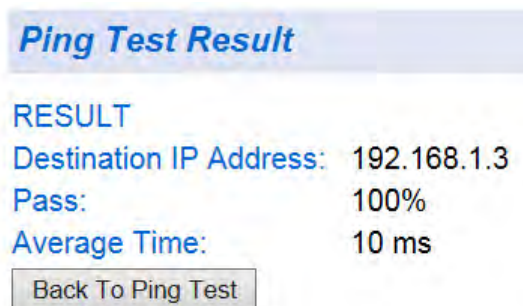 Ping Test Result
RESULT
Destination IP Address: 192.168.1.3
Pass: 100%
Average Time: 10 ms
Back To Ping Test